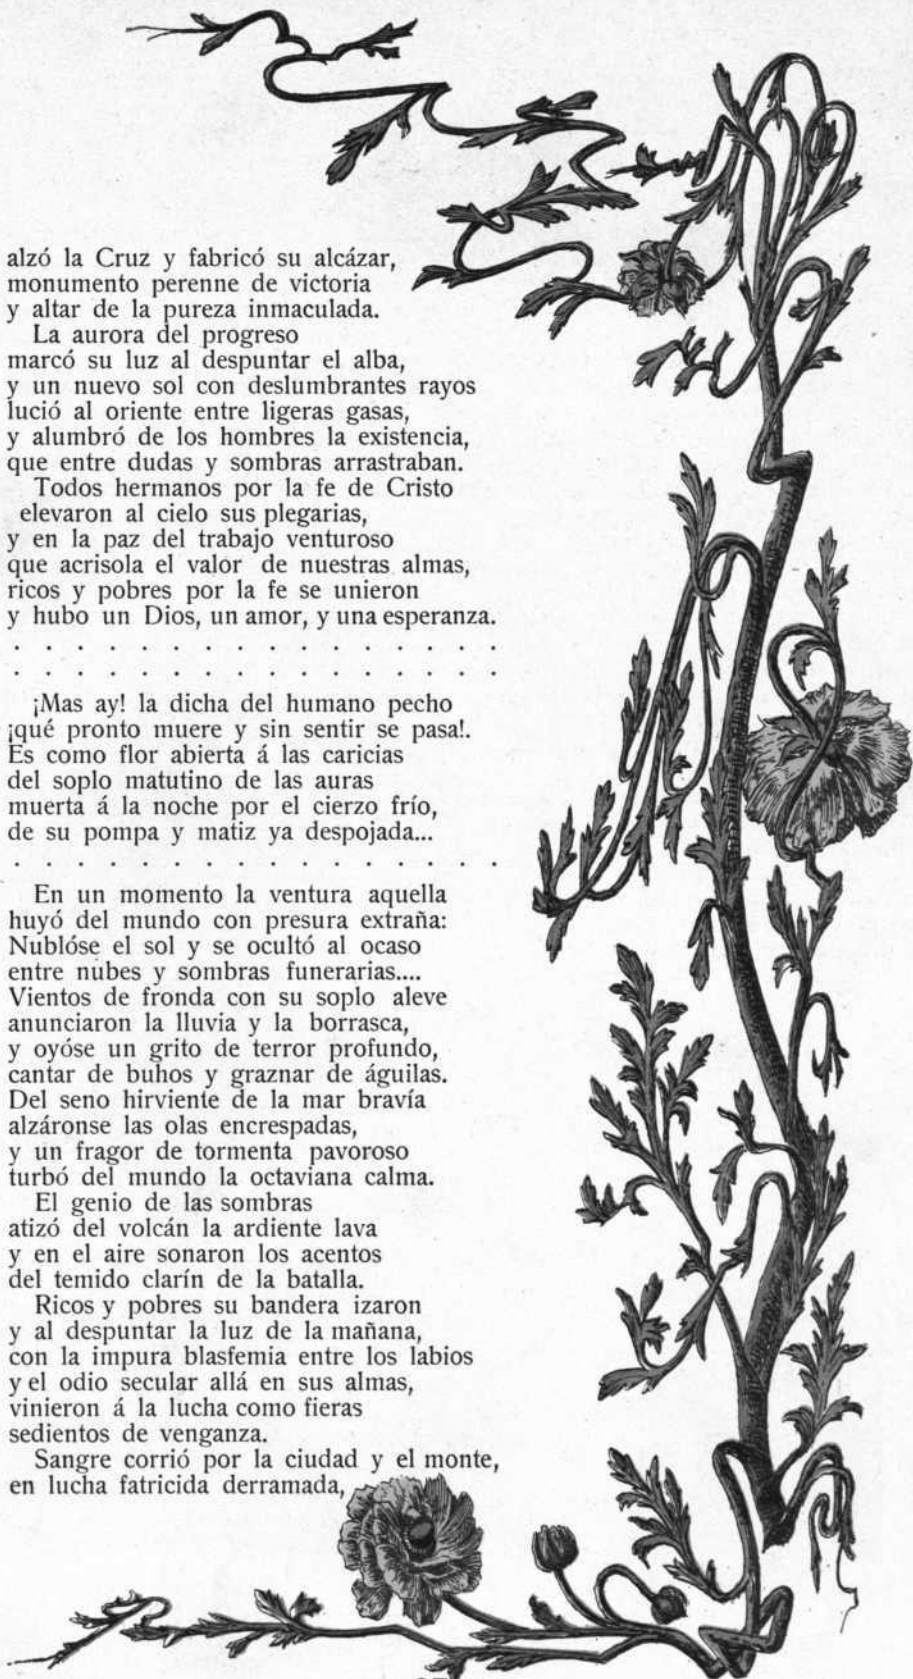 alzó la Cruz y fabricó su alcázar,
monumento perenne de victoria
y altar de la pureza inmaculada.
La aurora del progreso
marcó su luz al despuntar el alba,
y un nuevo sol con deslumbrantes rayos
lució al oriente entre ligeras gasas,
y alumbró de los hombres la existencia,
que entre dudas y sombras arrastraban.
Todos hermanos por la fe de Cristo
elevaron al cielo sus plegarias,
y en la paz del trabajo venturoso
que acrisola el valor de nuestras almas,
ricos y pobres por la fe se unieron
y hubo un Dios, un amor, y una esperanza.
. . . . . . . . . . . . . . . .
. . . . . . . . . . . . . . . .
¡Mas ay! la dicha del humano pecho
¡qué pronto muere y sin sentir se pasa!.
Es como flor abierta á las caricias
del soplo matutino de las auras
muerta á la noche por el cierzo frío,
de su pompa y matiz ya despojada...
. . . . . . . . . . . . . . . .
En un momento la ventura aquella
huyó del mundo con presura extraña:
Nublóse el sol y se ocultó al ocaso
entre nubes y sombras funerarias....
Vientos de fronda con su soplo aleve
anunciaron la lluvia y la borrasca,
y oyóse un grito de terror profundo,
cantar de buhos y graznar de águilas.
Del seno hirviente de la mar bravía
alzáronse las olas encrespadas,
y un fragor de tormenta pavoroso
turbó del mundo la octaviana calma.
El genio de las sombras
atizó del volcán la ardiente lava
y en el aire sonaron los acentos
del temido clarín de la batalla.
Ricos y pobres su bandera izaron
y al despuntar la luz de la mañana,
con la impura blasfemia entre los labios
y el odio secular allá en sus almas,
vinieron á la lucha como fieras
sedientos de venganza.
Sangre corrió por la ciudad y el monte,
en lucha fatricida derramada,